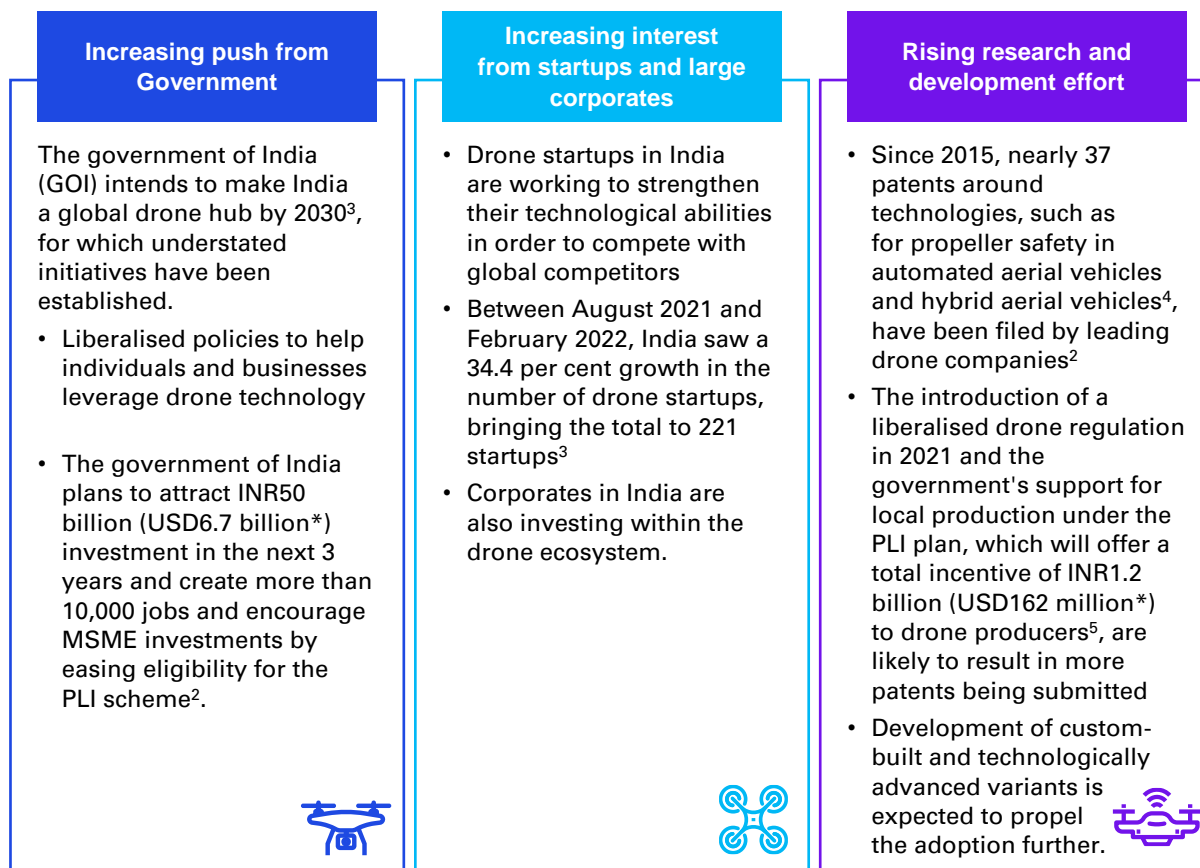 Increasing push from
Government
The government of India
(GOI) intends to make India
a global drone hub by 2030³,
for which understated
initiatives have been
established.
• Liberalised policies to help
individuals and businesses
leverage drone technology
• The government of India
plans to attract INR50
billion (USD6.7 billion*)
investment in the next 3
years and create more than
10,000 jobs and encourage
MSME investments by
easing eligibility for the
PLI scheme².
Increasing interest
from startups and large
corporates
• Drone startups in India
are working to strengthen
their technological abilities
in order to compete with
global competitors
• Between August 2021 and
February 2022, India saw a
34.4 per cent growth in the
number of drone startups,
bringing the total to 221
startups³
• Corporates in India are
also investing within the
drone ecosystem.
Rising research and
development effort
• Since 2015, nearly 37
patents around
technologies, such as
for propeller safety in
automated aerial vehicles
and hybrid aerial vehicles⁴,
have been filed by leading
drone companies²
• The introduction of a
liberalised drone regulation
in 2021 and the
government's support for
local production under the
PLI plan, which will offer a
total incentive of INR1.2
billion (USD162 million*)
to drone producers⁵, are
likely to result in more
patents being submitted
• Development of custom-
built and technologically
advanced variants is
expected to propel
the adoption further.